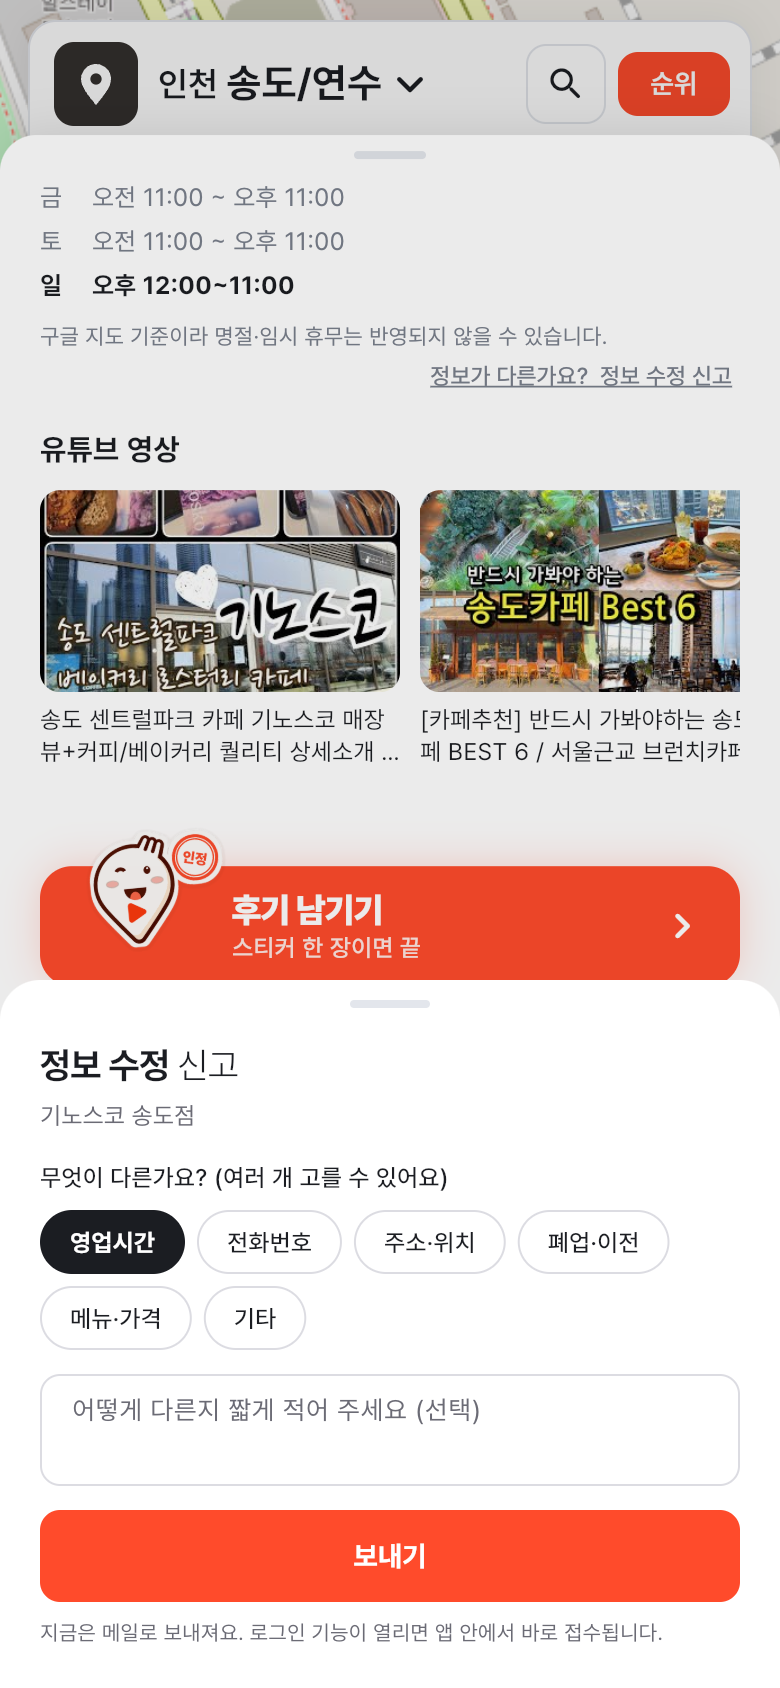 인천 송도/연수
순위
금 오전 11:00 ~ 오후 11:00
토 오전 11:00 ~ 오후 11:00
일 오후 12:00~11:00
구글 지도 기준이라 명절·임시 휴무는 반영되지 않을 수 있습니다.
정보가 다른가요? 정보 수정 신고
유튜브 영상
송도 센트럴파크 기노스코
베이커리 로스터리 카페
반드시 가봐야 하는
송도카페 Best 6
송도 센트럴파크 카페 기노스코 매장
뷰+커피/베이커리 퀄리티 상세소개 ...
[카페추천] 반드시 가봐야하는
페 BEST 6 / 서울근교 브런치카페
인정
후기 남기기
스티커 한 장이면 끝
정보 수정 신고
기노스코 송도점
무엇이 다른가요? (여러 개 고를 수 있어요)
영업시간 전화번호 주소·위치 폐업·이전
메뉴·가격 기타
어떻게 다른지 짧게 적어 주세요 (선택)
보내기
지금은 메일로 보내져요. 로그인 기능이 열리면 앱 안에서 바로 접수됩니다.